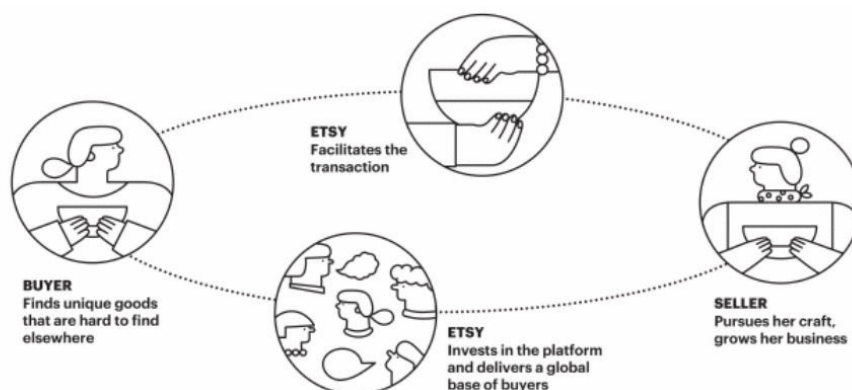 ETSY
Facilitates the
transaction
BUYER
Finds unique goods
that are hard to find
elsewhere
ETSY
Invests in the platform
and delivers a global
base of buyers
SELLER
Pursues her craft,
grows her business